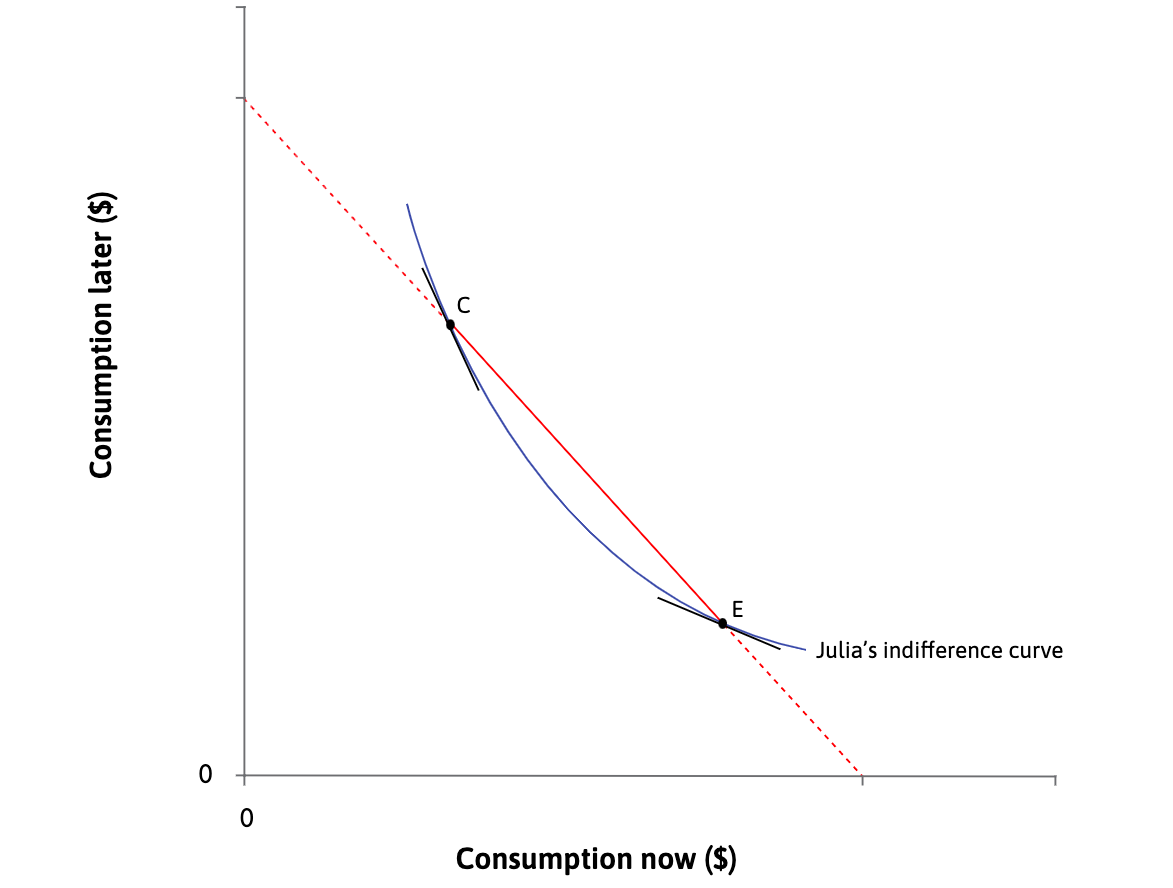 Consumption later ($)
C
E
Julia’s indifference curve
0
0
Consumption now ($)